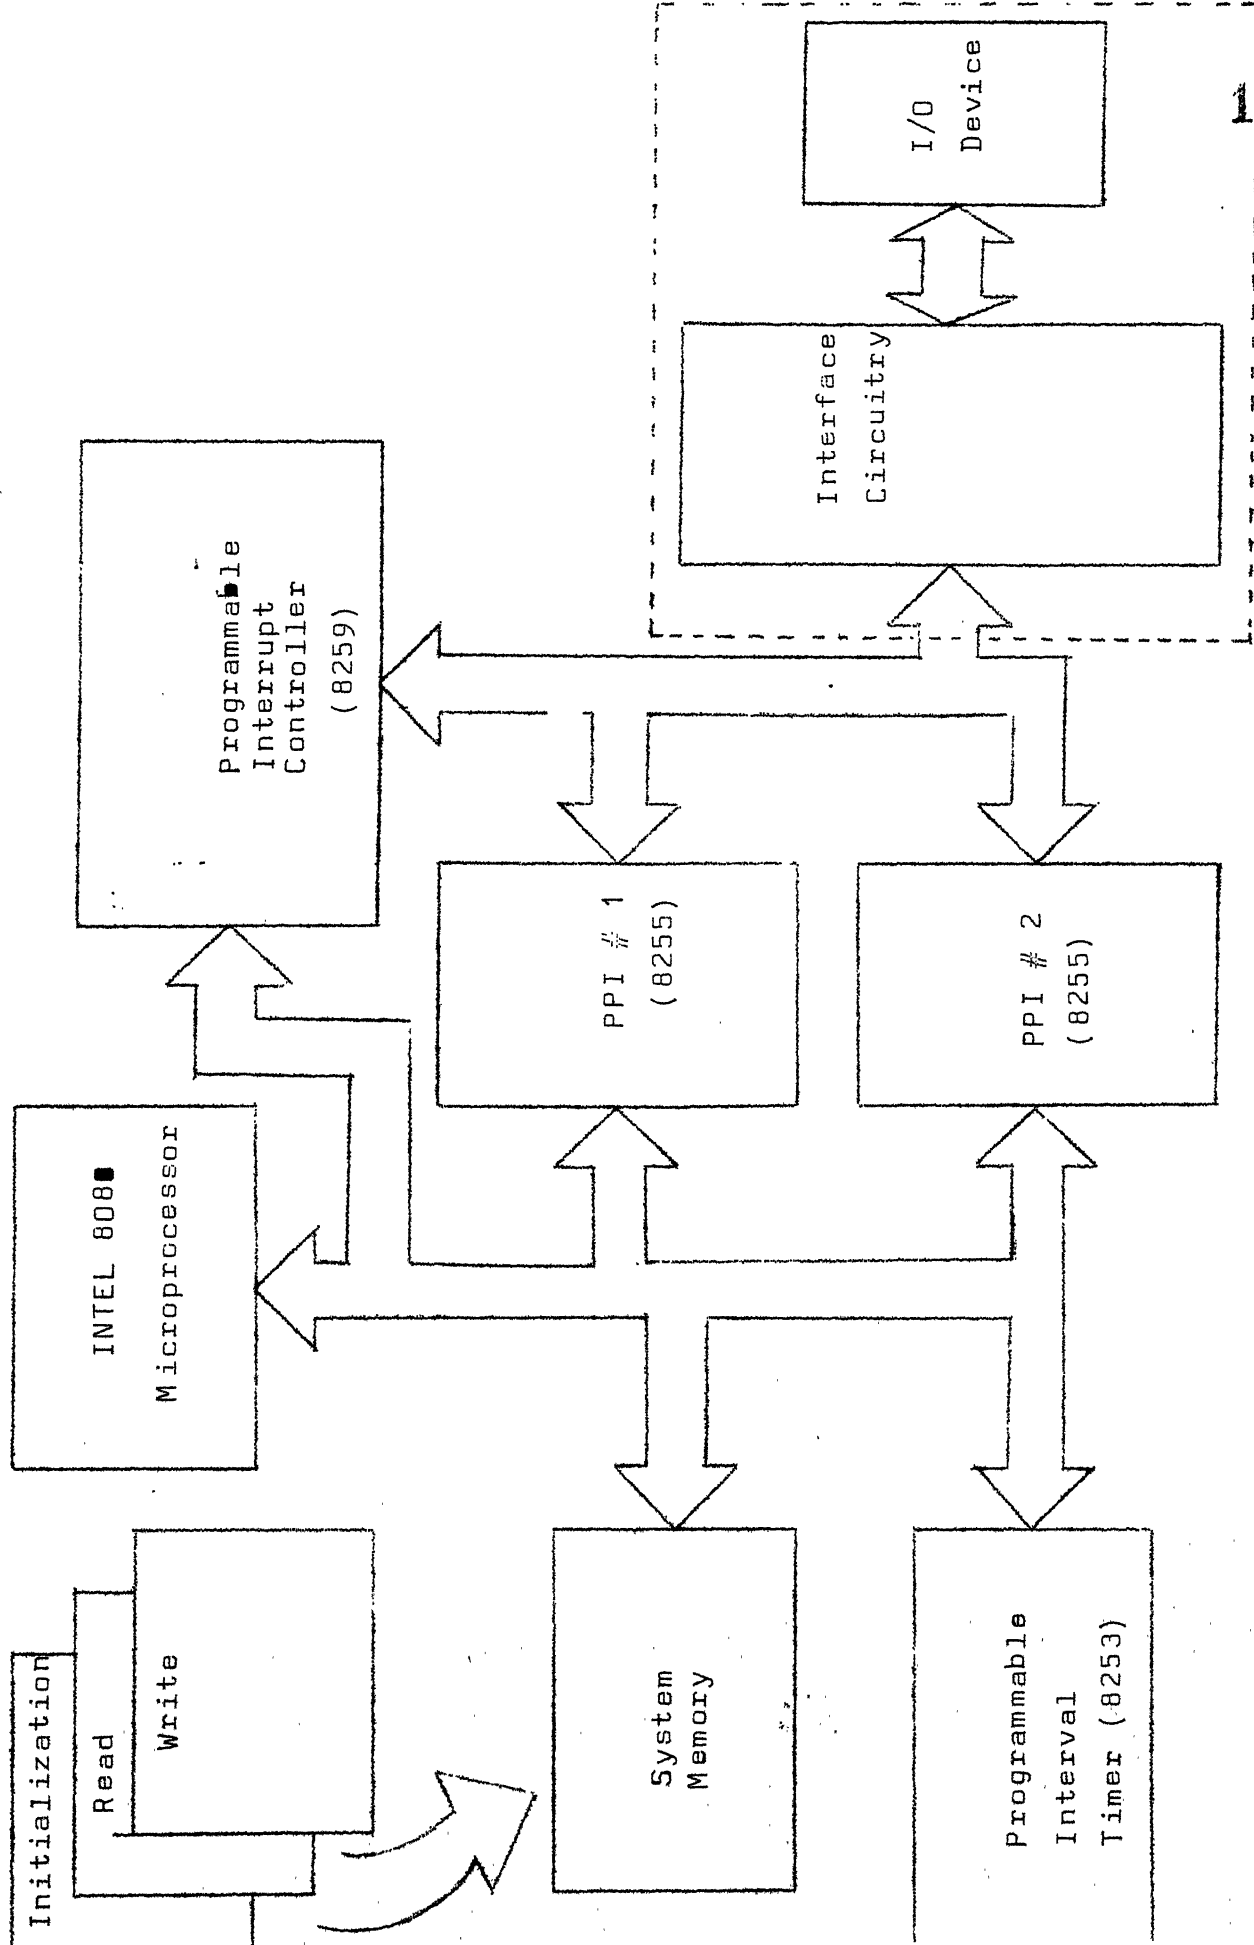 Initialization
Read
Write
INTEL 808
Microprocessor
Programmable
Interrupt
Controller
(8259)
System
Memory
PPI # 1
(8255)
Interface
Circuitry
I/O
Device
Programmable
Interval
Timer (8253)
PPI # 2
(8255)